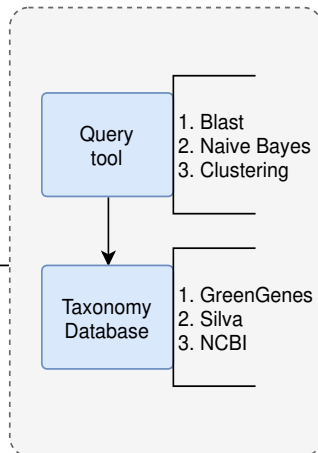 Query
tool
1. Blast
2. Naive Bayes
3. Clustering
Taxonomy
Database
1. GreenGenes
2. Silva
3. NCBI